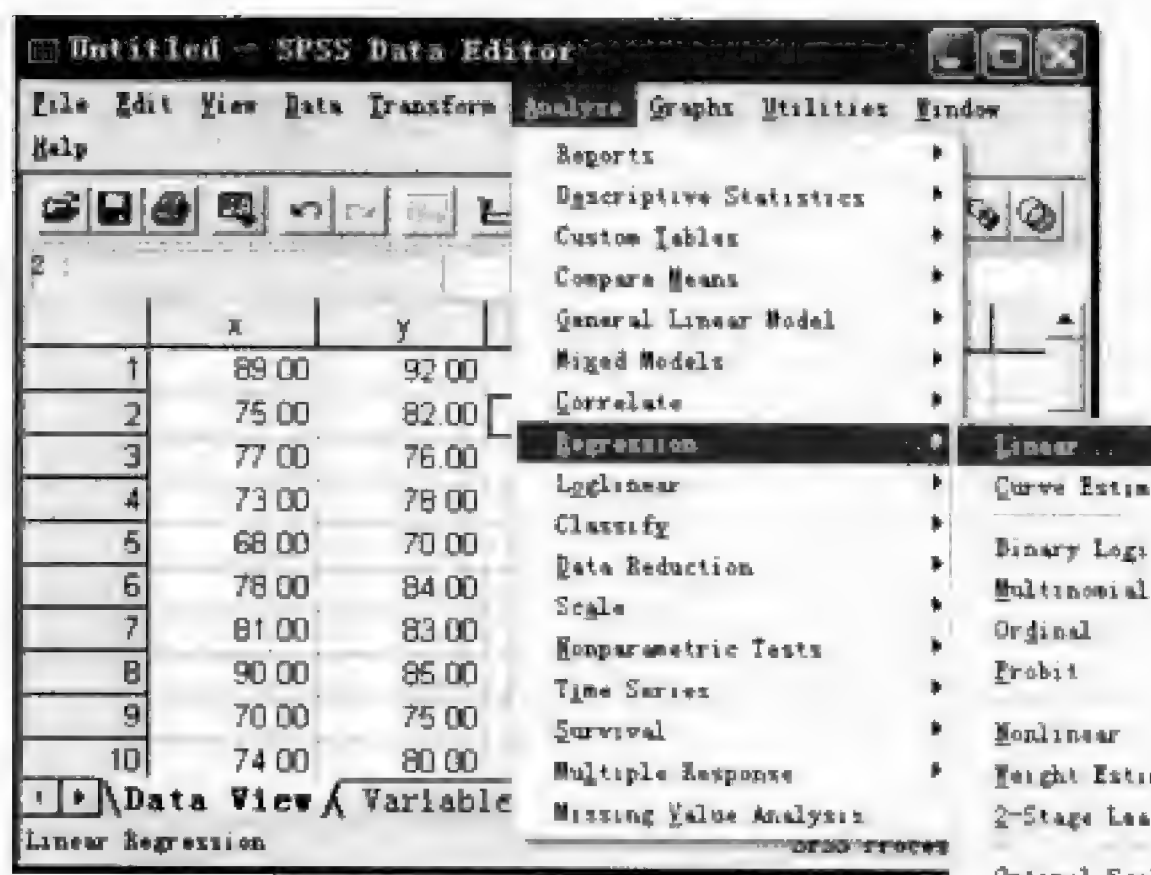 Untitled - SPSS Data Editor
File Edit View Data Transform Analyze Graphs Utilities Window
Help
2 :
x y
1 89.00 92.00
2 75.00 82.00
3 77.00 76.00
4 73.00 78.00
5 68.00 70.00
6 78.00 84.00
7 81.00 83.00
8 90.00 85.00
9 70.00 75.00
10 74.00 80.00
Data View Variable
Linear Regression
Reports
Descriptive Statistics
Custom Tables
Compare Means
General Linear Model
Mixed Models
Correlate
Regression
Loglinear
Classify
Data Reduction
Scale
Nonparametric Tests
Time Series
Survival
Multiple Response
Missing Value Analysis
Linear...
Curve Estim
Binary Logi
Multinomial
Ordinal
Probit
Nonlinear
Weight Esti
2-Stage Lea